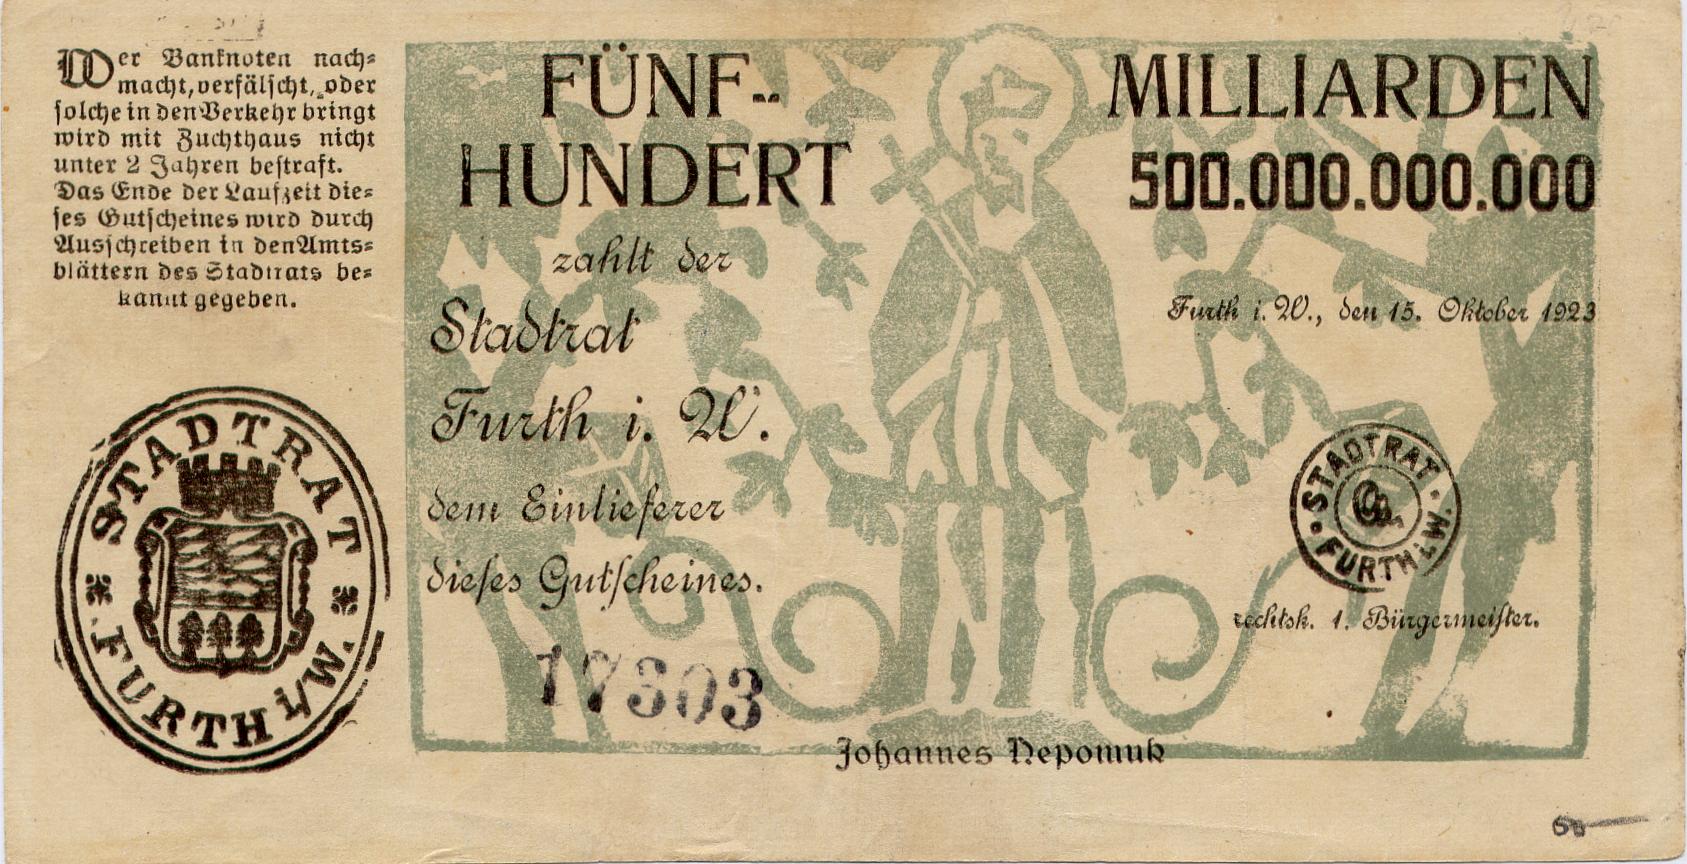 Wer Banknoten nach=
macht, verfälscht, oder
solche in den Verkehr bringt
wird mit Zuchthaus nicht
unter 2 Jahren bestraft.
Das Ende der Laufzeit die=
ses Gutscheines wird durch
Ausschreiben in den Amts=
blättern des Stadtrats be=
kannt gegeben.
STADTRAT
FURTH i/W.
FÜNF--
HUNDERT
MILLIARDEN
500.000.000.000
zahlt der
Stadtrat
Furth i. W.
dem Einlieferer
dieses Gutscheines.
17303
Furth i. W., den 15. Oktober 1923
STADTRAT
FURTH i.W.
rechtsk. 1. Bürgermeister.
Johannes Nepomuk